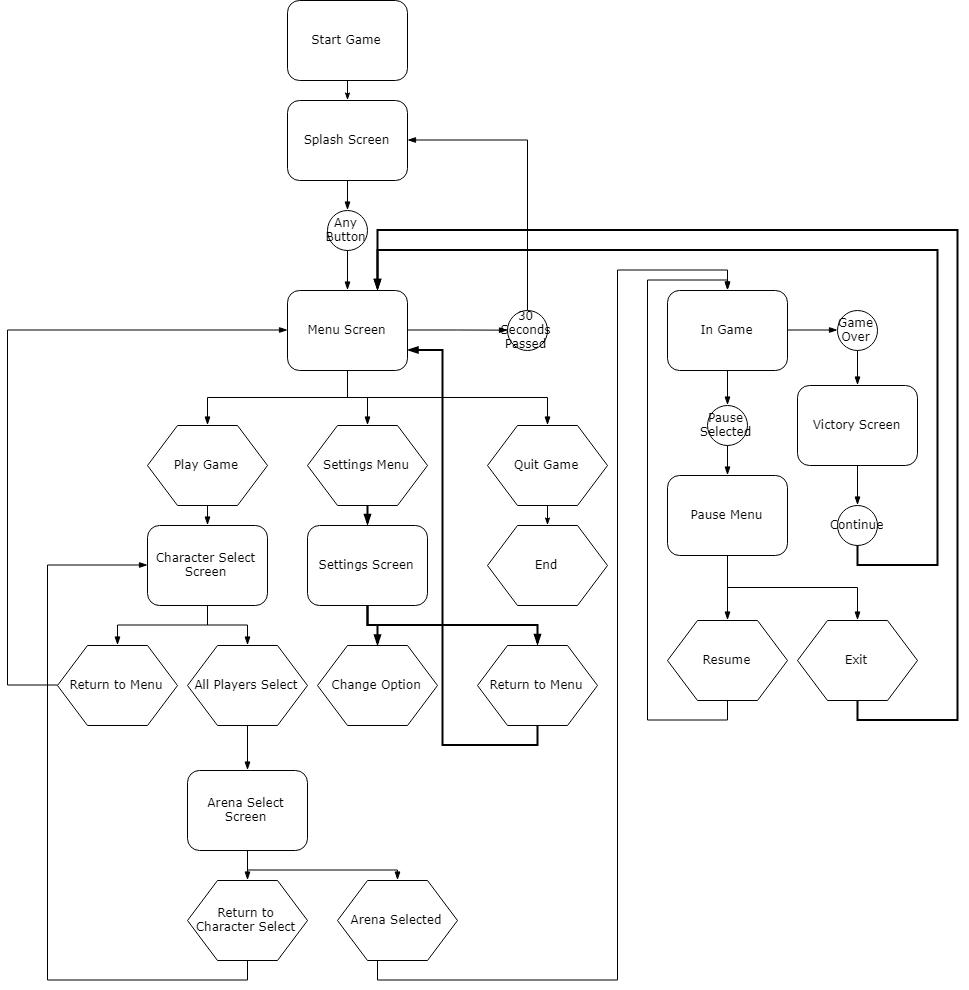 Start Game
Splash Screen
Any
Button
Menu Screen
30
Seconds
Passed
In Game
Game
Over
Pause
Selected
Victory Screen
Play Game
Settings Menu
Quit Game
Pause Menu
Continue
Character Select
Screen
Settings Screen
End
Return to Menu
All Players Select
Change Option
Return to Menu
Resume
Exit
Arena Select
Screen
Return to
Character Select
Arena Selected